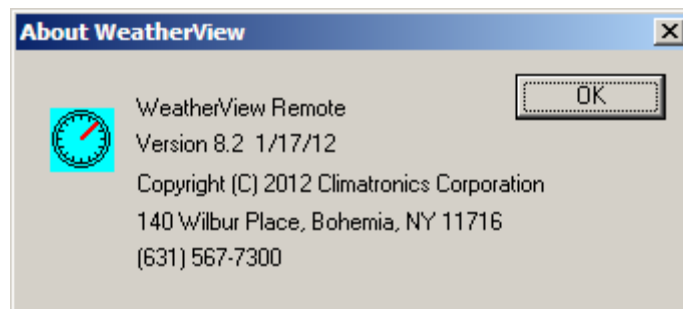 About WeatherView
OK
WeatherView Remote
Version 8.2 1/17/12
Copyright (C) 2012 Climatronics Corporation
140 Wilbur Place, Bohemia, NY 11716
(631) 567-7300